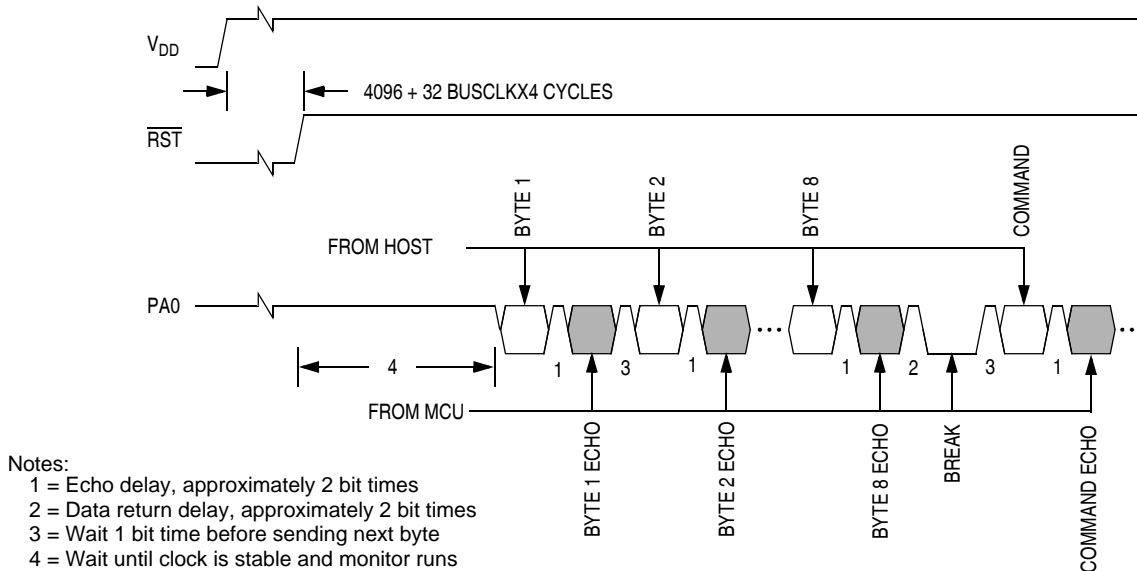 VDD
4096 + 32 BUSCLKX4 CYCLES
RST
BYTE 1
BYTE 2
BYTE 8
COMMAND
FROM HOST
PA0
4
1
3
1
1
2
3
1
FROM MCU
BYTE 1 ECHO
BYTE 2 ECHO
BYTE 8 ECHO
BREAK
COMMAND ECHO
Notes:
1 = Echo delay, approximately 2 bit times
2 = Data return delay, approximately 2 bit times
3 = Wait 1 bit time before sending next byte
4 = Wait until clock is stable and monitor runs